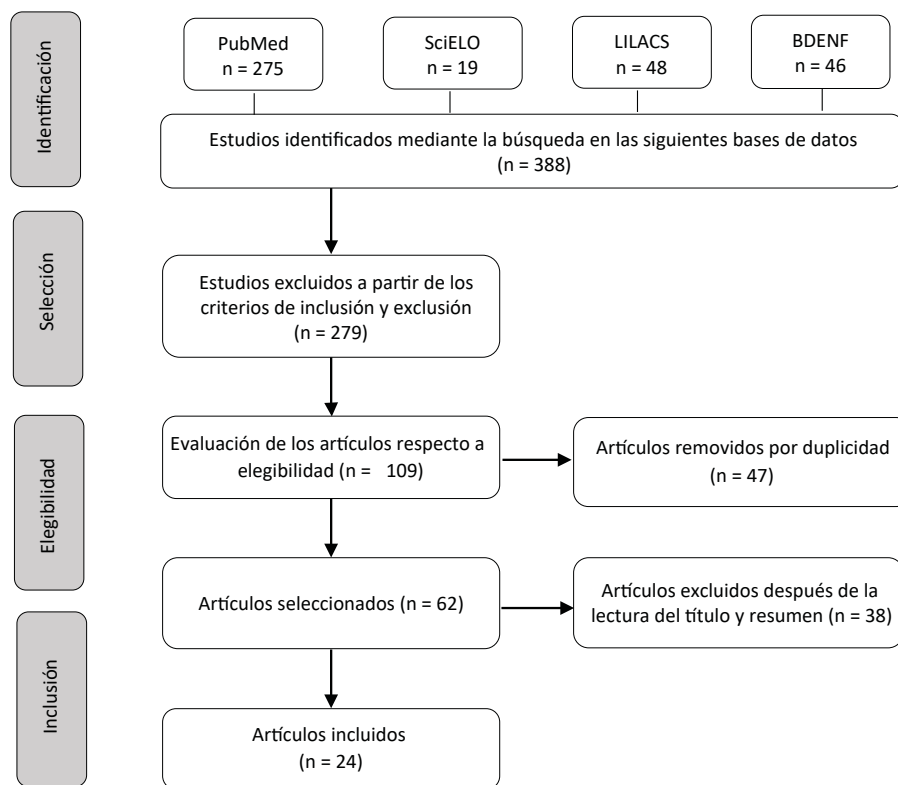 Identificación
PubMed
n = 275
SciELO
n = 19
LILACS
n = 48
BDENF
n = 46
Estudios identificados mediante la búsqueda en las siguientes bases de datos
(n = 388)
Selección
Estudios excluidos a partir de los
criterios de inclusión y exclusión
(n = 279)
Elegibilidad
Evaluación de los artículos respecto a
elegibilidad (n = 109)
Artículos removidos por duplicidad
(n = 47)
Artículos seleccionados (n = 62)
Artículos excluidos después de la
lectura del título y resumen (n = 38)
Inclusión
Artículos incluidos
(n = 24)